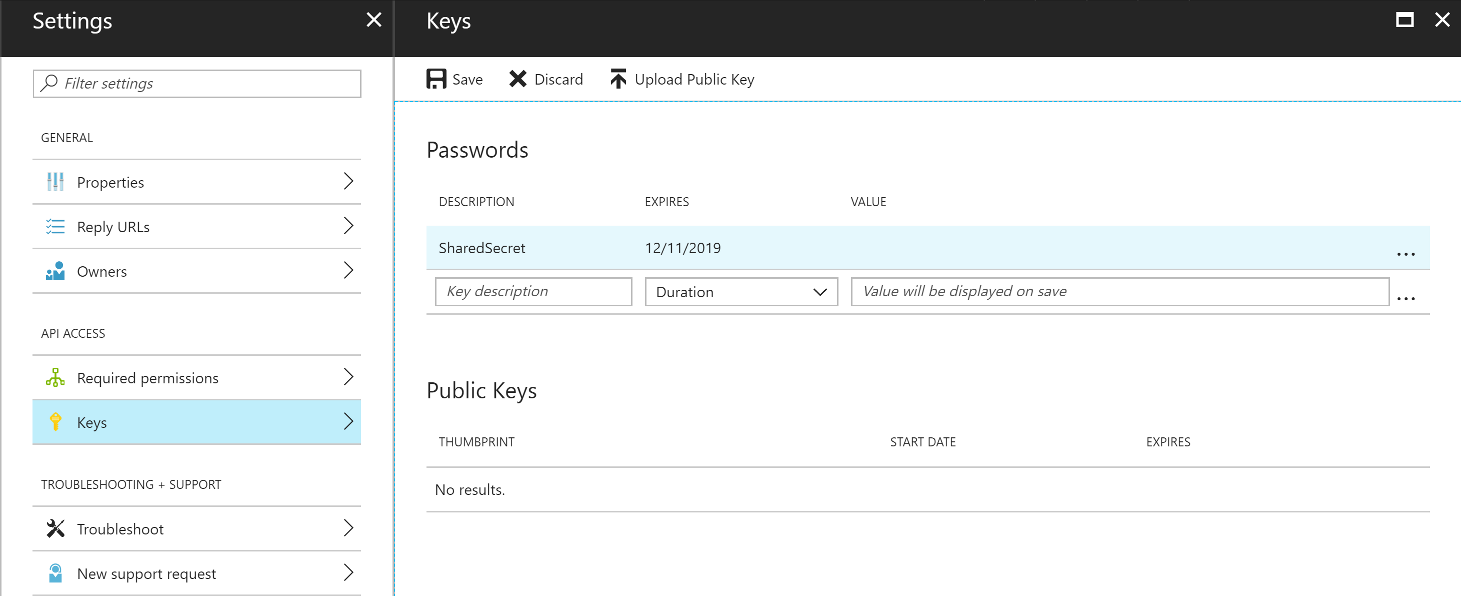 Settings
Filter settings
GENERAL
Properties
Reply URLs
Owners
API ACCESS
Required permissions
Keys
TROUBLESHOOTING + SUPPORT
Troubleshoot
New support request
Keys
Save Discard Upload Public Key
Passwords
DESCRIPTION EXPIRES VALUE
SharedSecret 12/11/2019 ...
Key description Duration Value will be displayed on save ...
Public Keys
THUMBPRINT START DATE EXPIRES
No results.